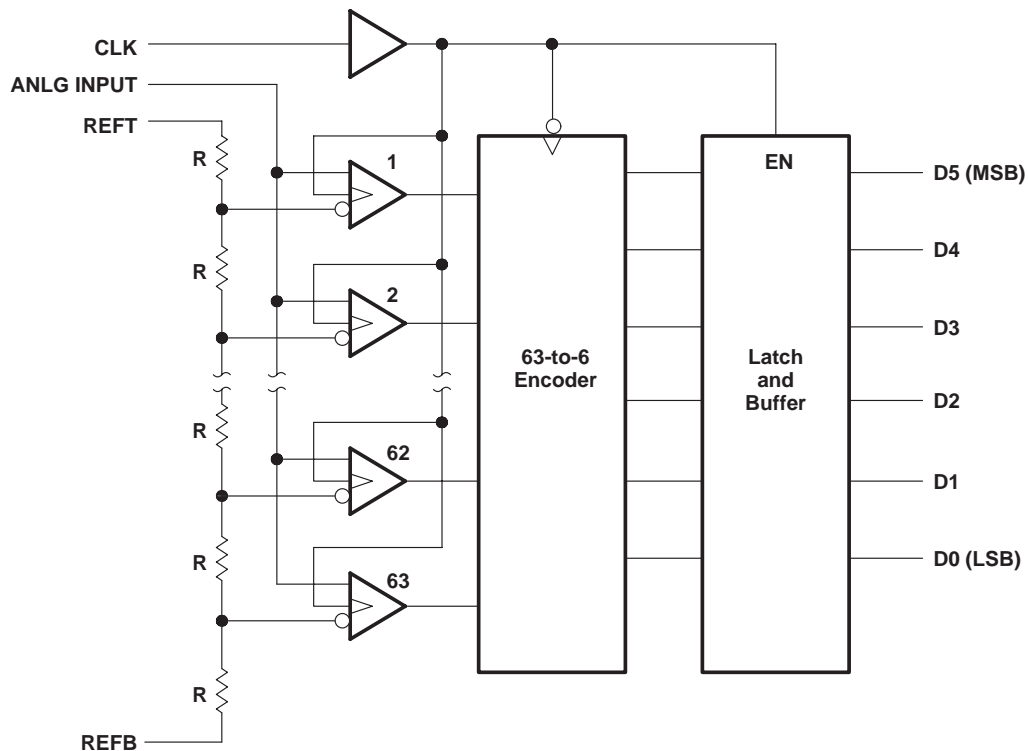 CLK
ANLG INPUT
REFT
R
1
EN
D5 (MSB)
R
2
D4
63-to-6
Encoder
Latch
and
Buffer
D3
D2
R
62
D1
R
63
D0 (LSB)
R
REFB